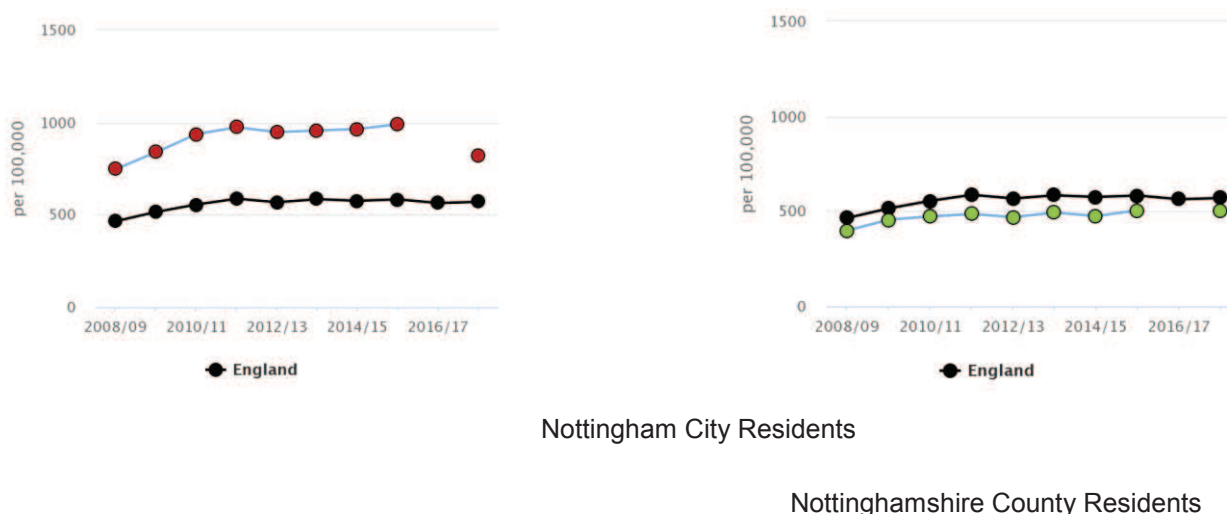 1500
1000
500
0
per 100,000
2008/09 2010/11 2012/13 2014/15 2016/17
England
1500
1000
500
0
per 100,000
2008/09 2010/11 2012/13 2014/15 2016/17
England
Nottingham City Residents
Nottinghamshire County Residents